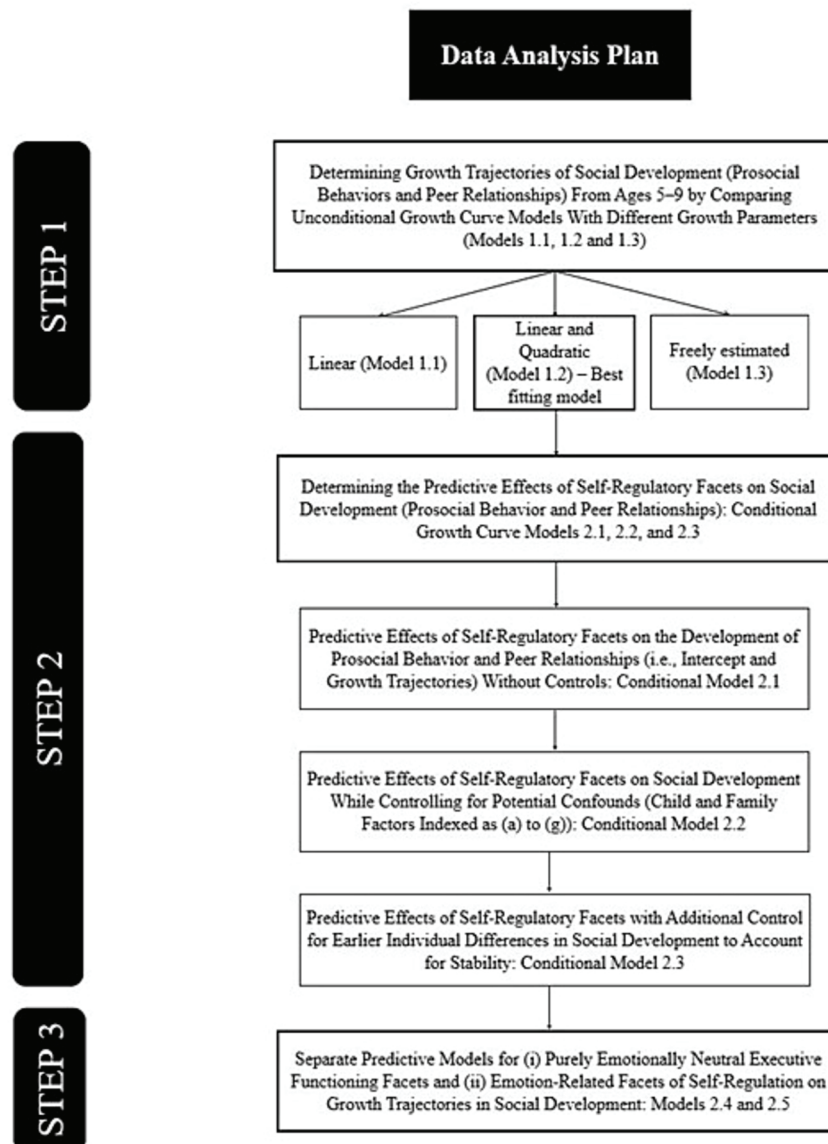 Data Analysis Plan
STEP 1
Determining Growth Trajectories of Social Development (Prosocial
Behaviors and Peer Relationships) From Ages 5–9 by Comparing
Unconditional Growth Curve Models With Different Growth Parameters
(Models 1.1, 1.2 and 1.3)
Linear (Model 1.1)
Linear and
Quadratic
(Model 1.2) – Best
fitting model
Freely estimated
(Model 1.3)
STEP 2
Determining the Predictive Effects of Self-Regulatory Facets on Social
Development (Prosocial Behavior and Peer Relationships): Conditional
Growth Curve Models 2.1, 2.2, and 2.3
Predictive Effects of Self-Regulatory Facets on the Development of
Prosocial Behavior and Peer Relationships (i.e., Intercept and
Growth Trajectories) Without Controls: Conditional Model 2.1
Predictive Effects of Self-Regulatory Facets on Social Development
While Controlling for Potential Confounds (Child and Family
Factors Indexed as (a) to (g)): Conditional Model 2.2
Predictive Effects of Self-Regulatory Facets with Additional Control
for Earlier Individual Differences in Social Development to Account
for Stability: Conditional Model 2.3
STEP 3
Separate Predictive Models for (i) Purely Emotionally Neutral Executive
Functioning Facets and (ii) Emotion-Related Facets of Self-Regulation on
Growth Trajectories in Social Development: Models 2.4 and 2.5